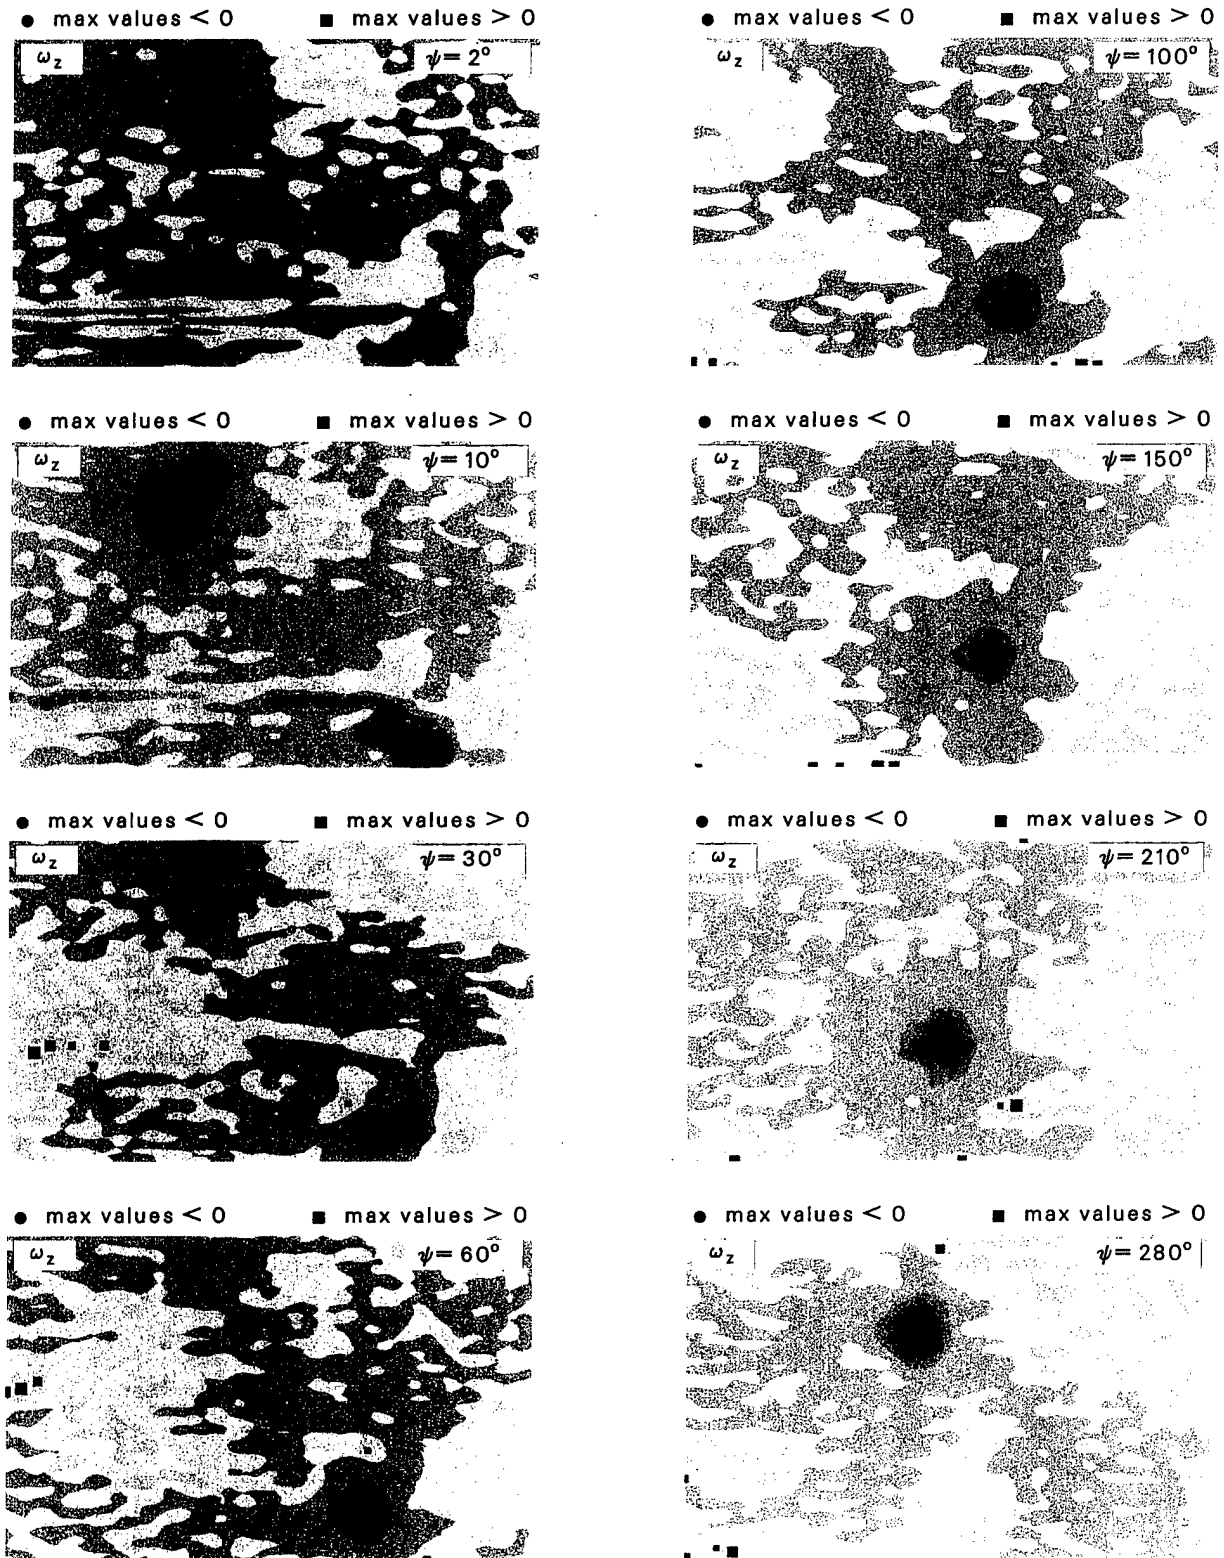 ● max values < 0 ■ max values > 0
ω_z ψ = 2°
● max values < 0 ■ max values > 0
ω_z ψ = 10°
● max values < 0 ■ max values > 0
ω_z ψ = 30°
● max values < 0 ■ max values > 0
ω_z ψ = 60°
● max values < 0 ■ max values > 0
ω_z ψ = 100°
● max values < 0 ■ max values > 0
ω_z ψ = 150°
● max values < 0 ■ max values > 0
ω_z ψ = 210°
● max values < 0 ■ max values > 0
ω_z ψ = 280°